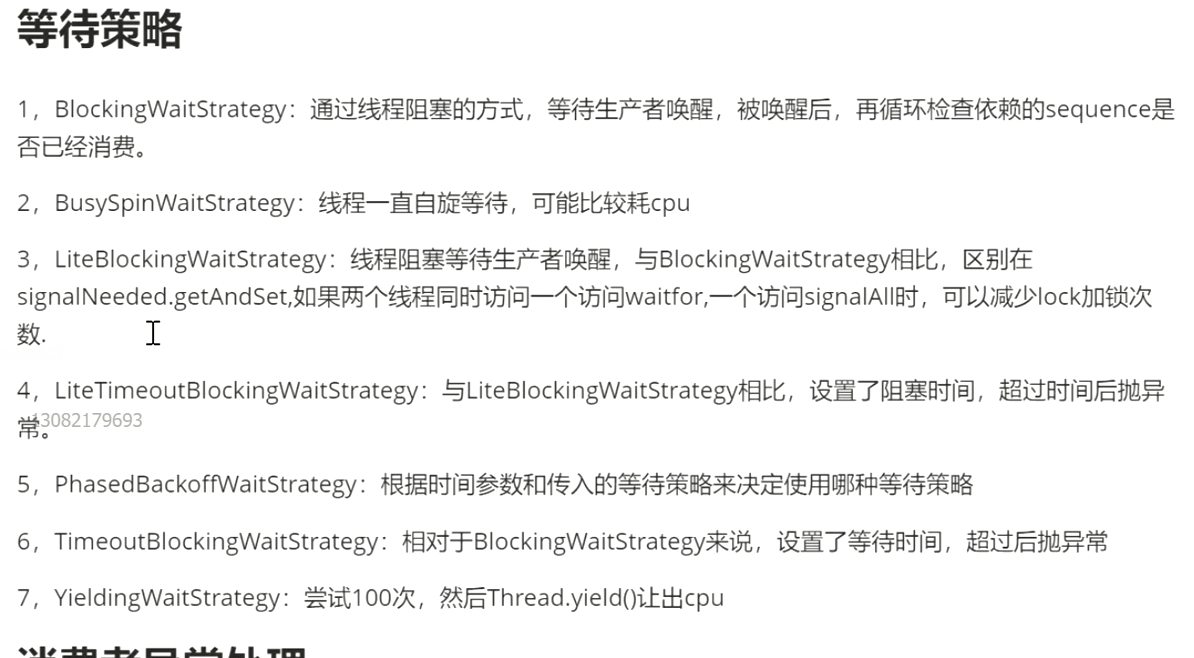 等待策略
1，BlockingWaitStrategy：通过线程阻塞的方式，等待生产者唤醒，被唤醒后，再循环检查依赖的sequence是
否已经消费。
2，BusySpinWaitStrategy：线程一直自旋等待，可能比较耗cpu
3，LiteBlockingWaitStrategy：线程阻塞等待生产者唤醒，与BlockingWaitStrategy相比，区别在
signalNeeded.getAndSet,如果两个线程同时访问一个访问waitfor,一个访问signalAll时，可以减少lock加锁次
数.
4，LiteTimeoutBlockingWaitStrategy：与LiteBlockingWaitStrategy相比，设置了阻塞时间，超过时间后抛异
常。
13082179693
5，PhasedBackoffWaitStrategy：根据时间参数和传入的等待策略来决定使用哪种等待策略
6，TimeoutBlockingWaitStrategy：相对于BlockingWaitStrategy来说，设置了等待时间，超过后抛异常
7，YieldingWaitStrategy：尝试100次，然后Thread.yield()让出cpu
消费者异常处理